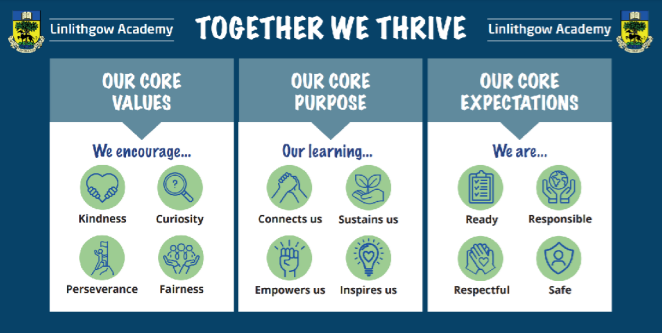 Linlithgow Academy
TOGETHER WE THRIVE
Linlithgow Academy
OUR CORE
VALUES
We encourage...
Kindness
Curiosity
?
Perseverance
Fairness
OUR CORE
PURPOSE
Our learning...
Connects us
Sustains us
Empowers us
Inspires us
OUR CORE
EXPECTATIONS
We are...
Ready
Responsible
Respectful
Safe